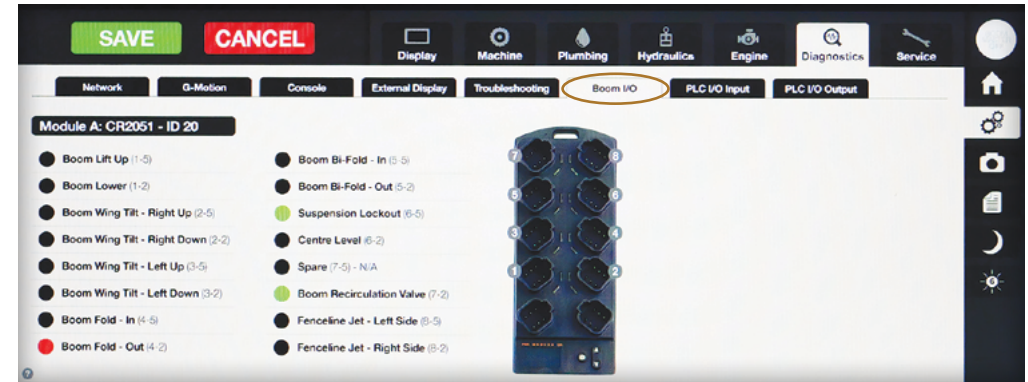 SAVE
CANCEL
Display
Machine
Plumbing
Hydraulics
Engine
Diagnostics
Service
Network
G-Motion
Console
External Display
Troubleshooting
Boom I/O
PLC I/O Input
PLC I/O Output
Module A: CR2051 - ID 20
Boom Lift Up (1-5)
Boom Lower (1-2)
Boom Wing Tilt - Right Up (2-5)
Boom Wing Tilt - Right Down (2-2)
Boom Wing Tilt - Left Up (3-5)
Boom Wing Tilt - Left Down (3-2)
Boom Fold - In (4-5)
Boom Fold - Out (4-2)
Boom Bi-Fold - In (5-5)
Boom Bi-Fold - Out (5-2)
Suspension Lockout (6-5)
Centre Level (6-2)
Spare (7-5) - N/A
Boom Recirculation Valve (7-2)
Fenceline Jet - Left Side (8-5)
Fenceline Jet - Right Side (8-2)
7 8
5 6
3 4
1 2